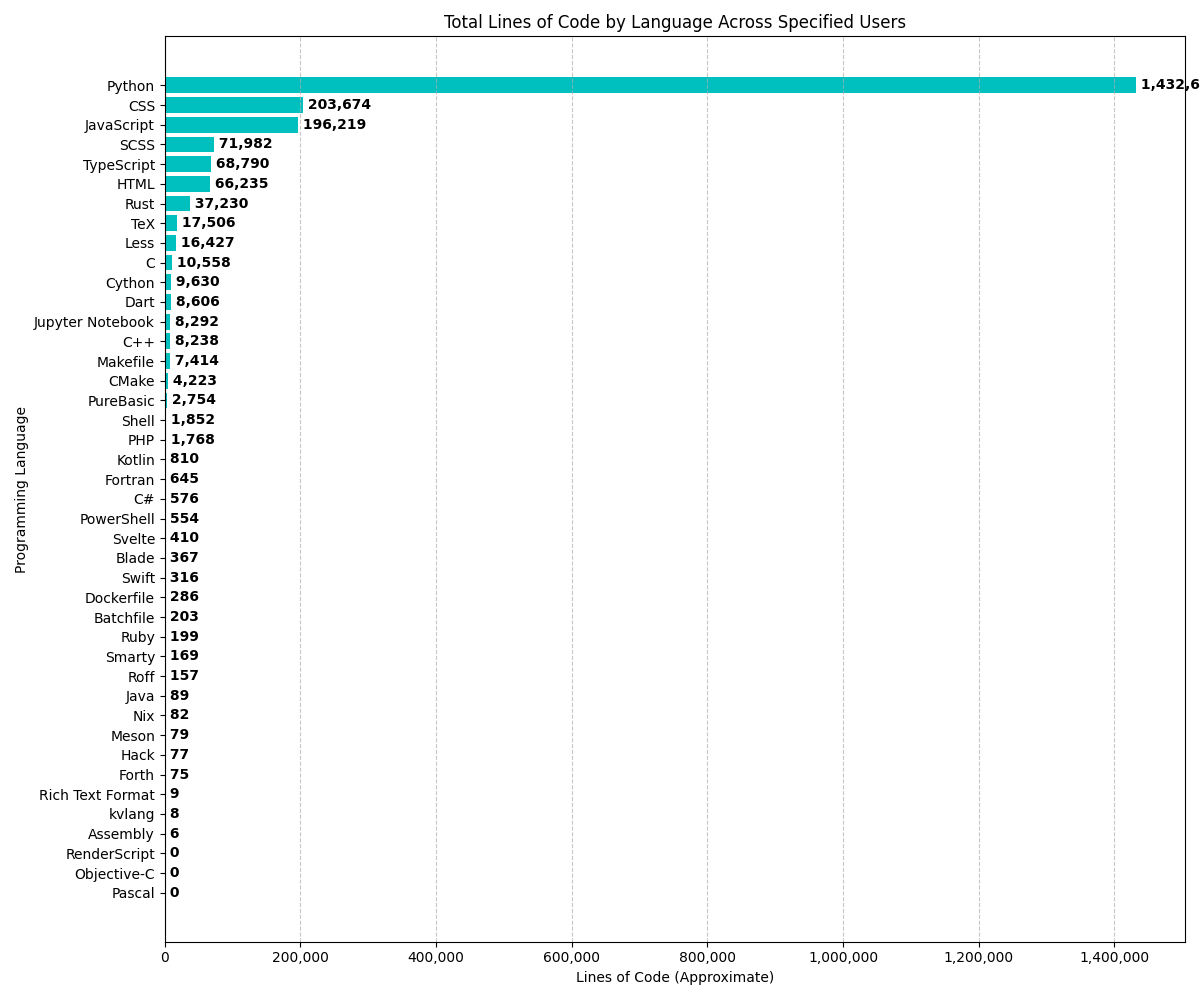 Total Lines of Code by Language Across Specified Users
Python 1,432,6
CSS 203,674
JavaScript 196,219
SCSS 71,982
TypeScript 68,790
HTML 66,235
Rust 37,230
TeX 17,506
Less 16,427
C 10,558
Cython 9,630
Dart 8,606
Jupyter Notebook 8,292
C++ 8,238
Makefile 7,414
CMake 4,223
PureBasic 2,754
Shell 1,852
PHP 1,768
Kotlin 810
Fortran 645
C# 576
PowerShell 554
Svelte 410
Blade 367
Swift 316
Dockerfile 286
Batchfile 203
Ruby 199
Smarty 169
Roff 157
Java 89
Nix 82
Meson 79
Hack 77
Forth 75
Rich Text Format 9
kvlang 8
Assembly 6
RenderScript 0
Objective-C 0
Pascal 0
Programming Language
0 200,000 400,000 600,000 800,000 1,000,000 1,200,000 1,400,000
Lines of Code (Approximate)